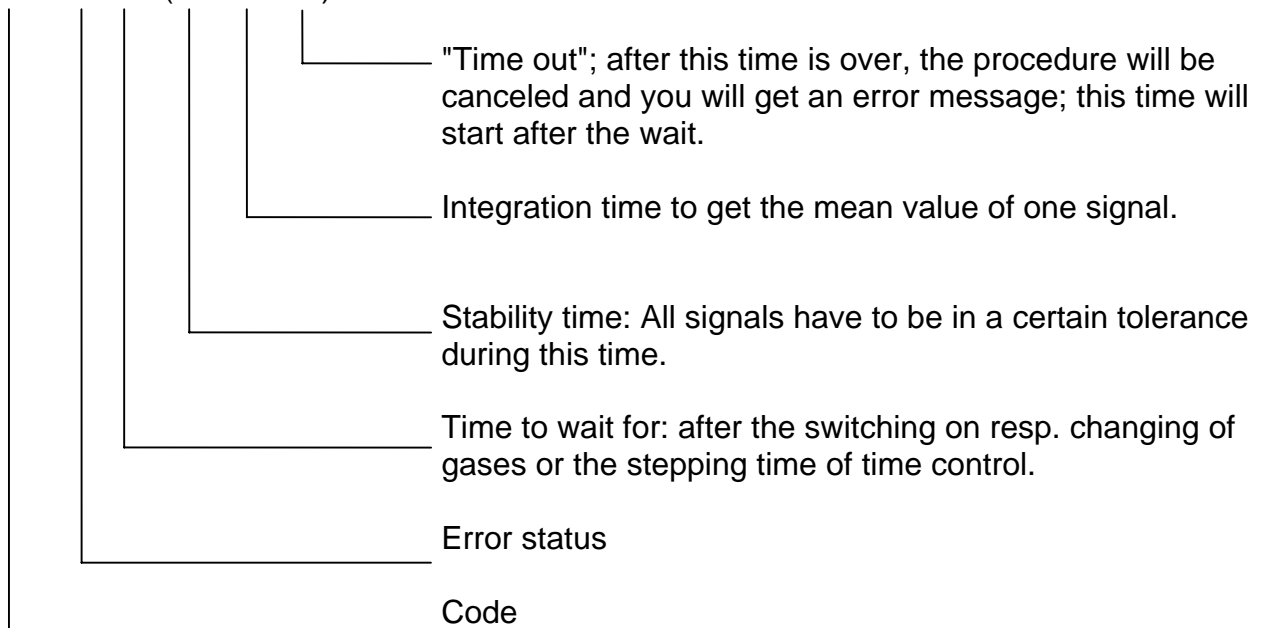 "Time out"; after this time is over, the procedure will be
canceled and you will get an error message; this time will
start after the wait.
Integration time to get the mean value of one signal.
Stability time: All signals have to be in a certain tolerance
during this time.
Time to wait for: after the switching on resp. changing of
gases or the stepping time of time control.
Error status
Code